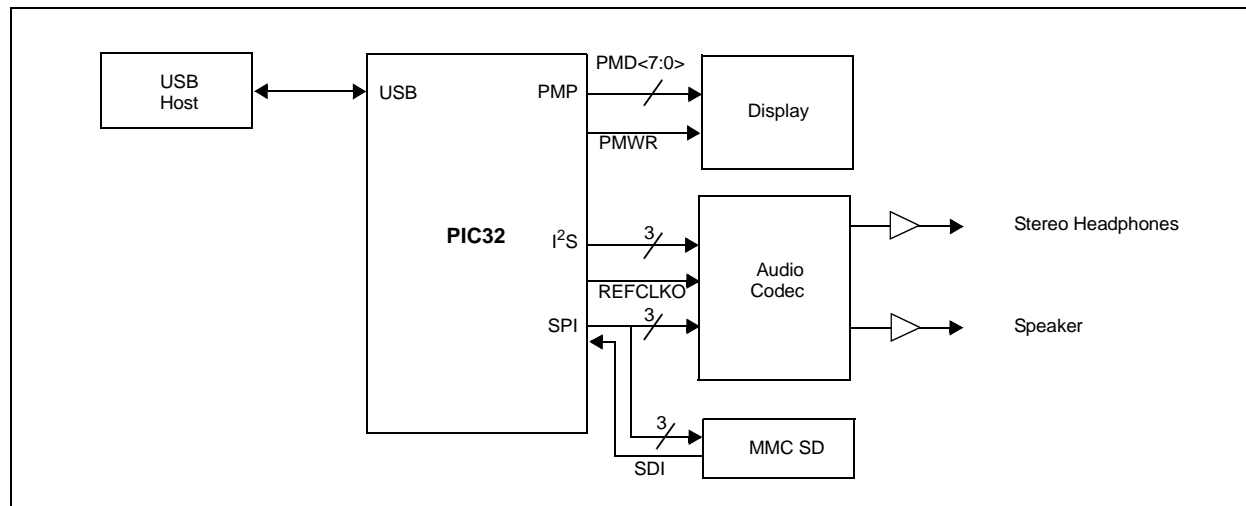 USB
Host
USB
PIC32
PMP
PMD<7:0>
PMWR
Display
I²S
3
REFCLKO
SPI
3
Audio
Codec
Stereo Headphones
Speaker
3
SDI
MMC SD